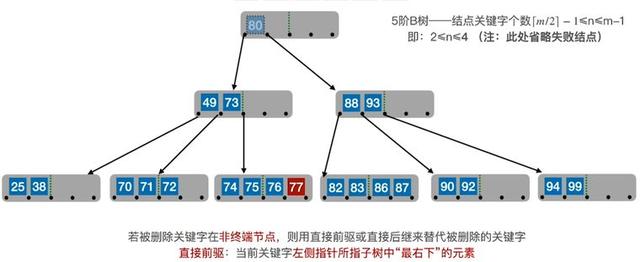 80
5阶B树——结点关键字个数⌈m/2⌉－1≤n≤m-1
即：2≤n≤4 （注：此处省略失败结点）
49 73
88 93
25 38
70 71 72
74 75 76 77
82 83 86 87
90 92
94 99
若被删除关键字在非终端节点，则用直接前驱或直接后继来替代被删除的关键字
直接前驱：当前关键字左侧指针所指子树中“最右下”的元素